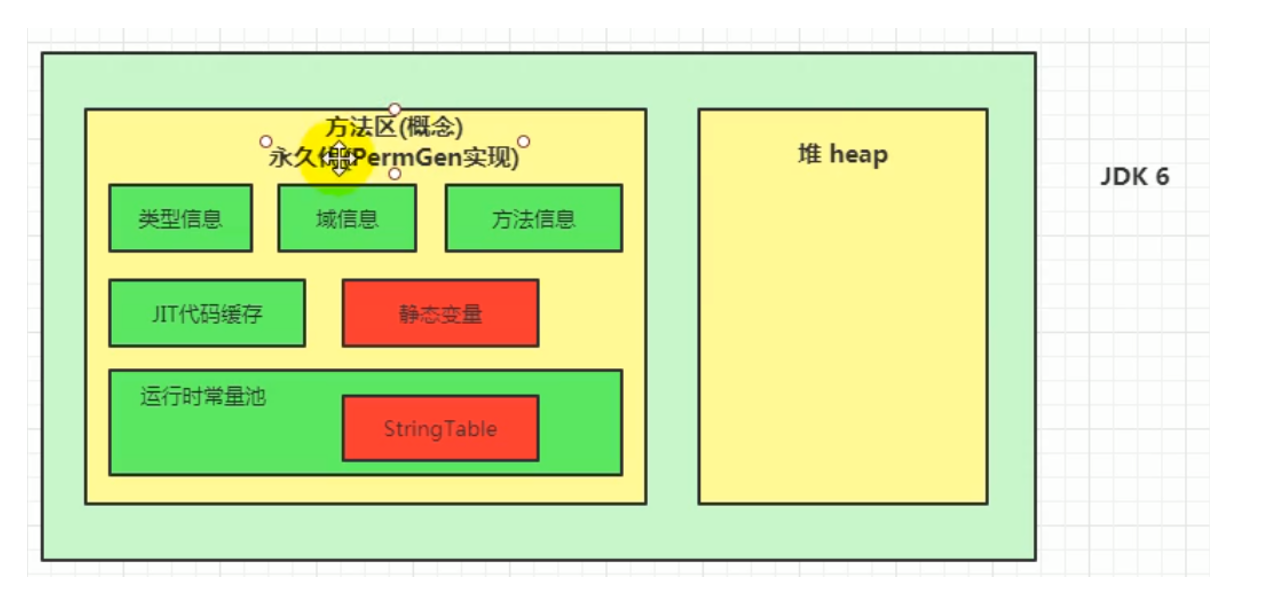 方法区(概念)
永久PermGen实现)
堆 heap
JDK 6
类型信息
域信息
方法信息
JIT代码缓存
静态变量
运行时常量池
StringTable